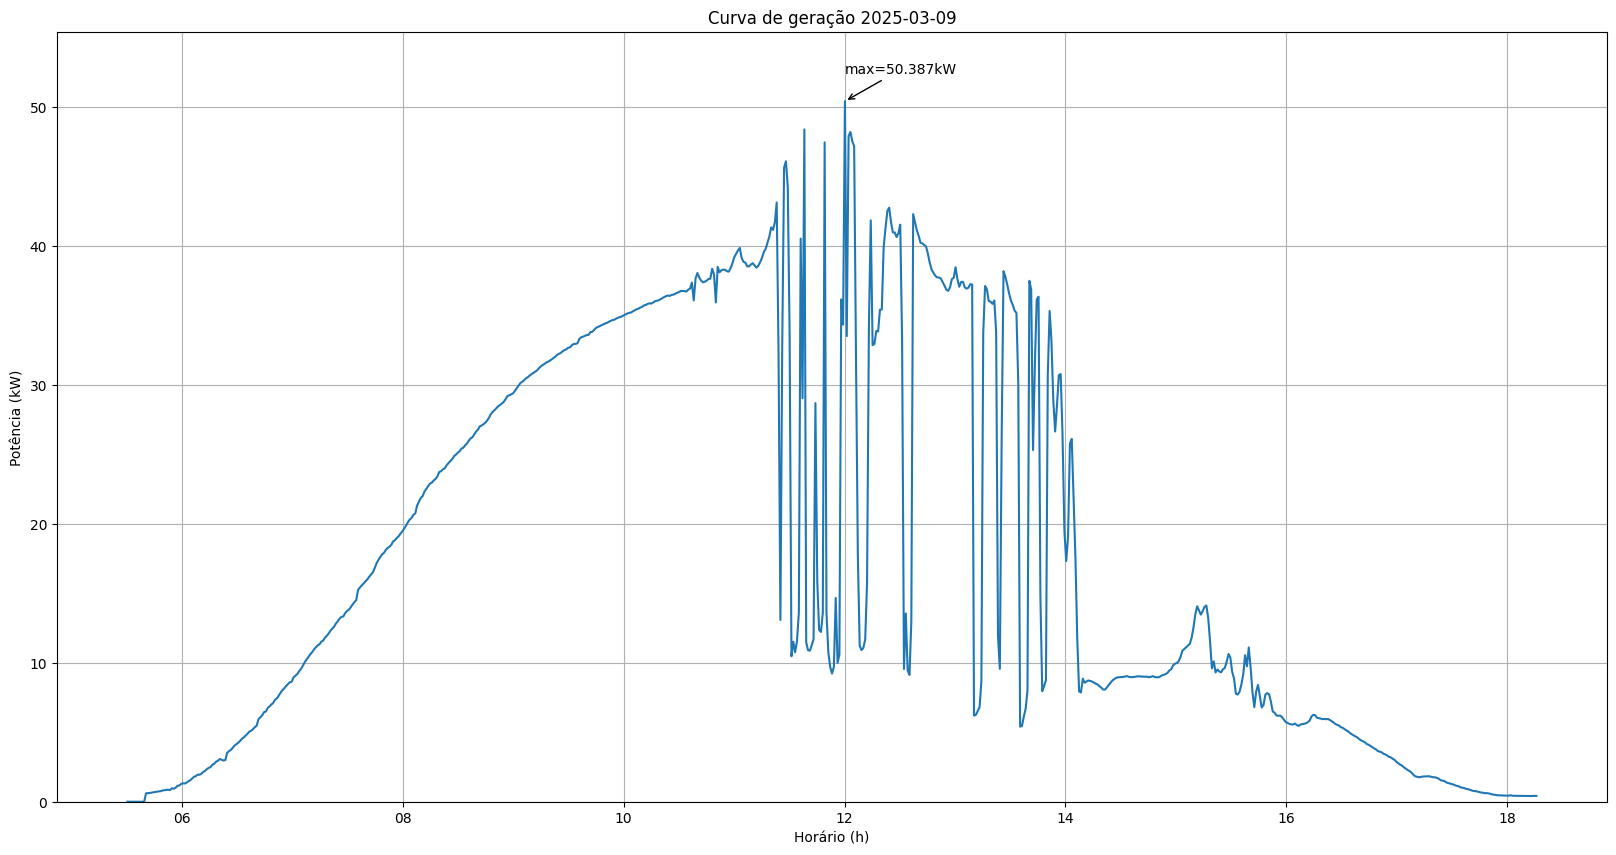 Curva de geração 2025-03-09
max=50.387kW
50
40
30
20
10
0
Potência (kW)
06 08 10 12 14 16 18
Horário (h)